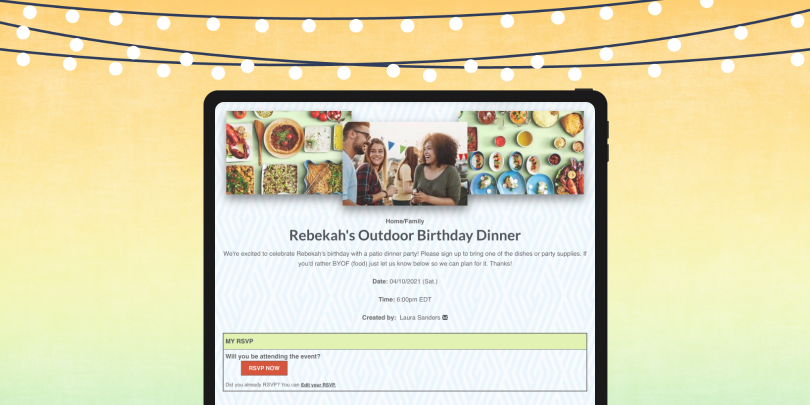 Home/Family
Rebekah's Outdoor Birthday Dinner
We're excited to celebrate Rebekah's birthday with a patio dinner party! Please sign up to bring one of the dishes or party supplies. If
you'd rather BYOF (food) just let us know below so we can plan for it. Thanks!
Date: 04/10/2021 (Sat.)
Time: 6:00pm EDT
Created by: Laura Sanders
MY RSVP
Will you be attending the event?
RSVP NOW
Did you already RSVP? You can Edit your RSVP.